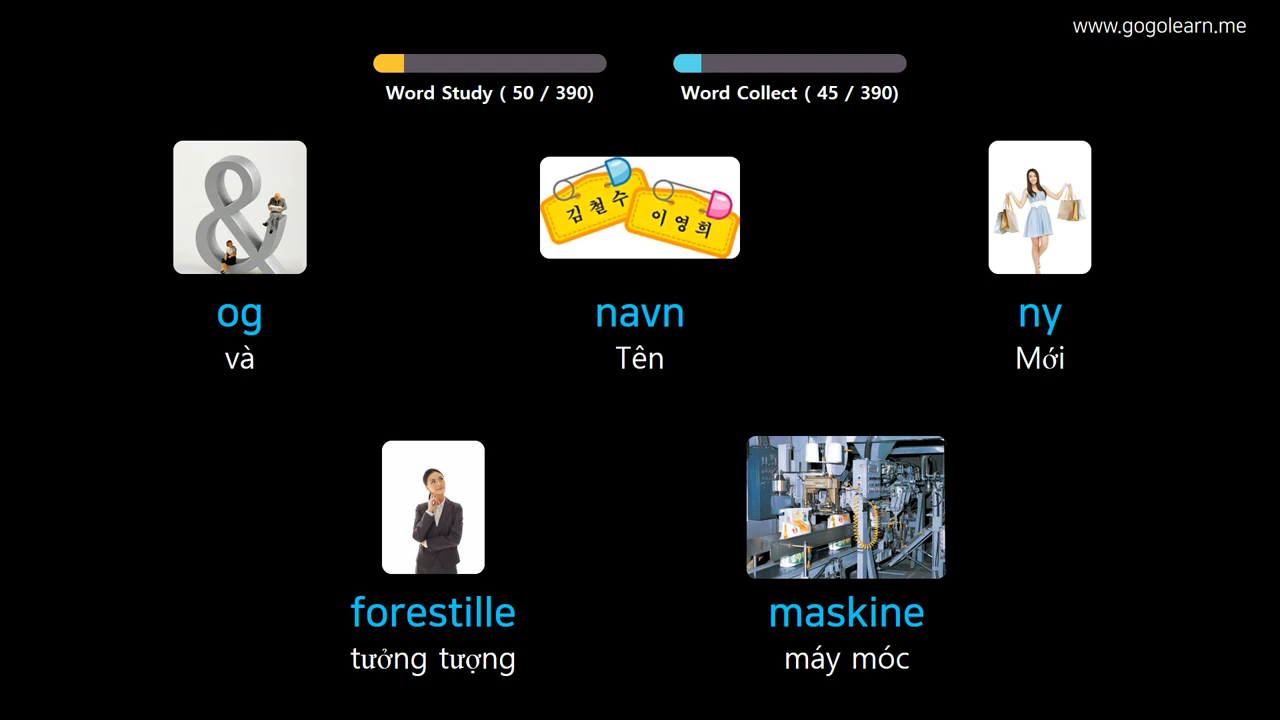 www.gogolearn.me
Word Study ( 50 / 390)
Word Collect ( 45 / 390)
김철수
이영희
og
và
navn
Tên
ny
Mới
forestille
tưởng tượng
maskine
máy móc